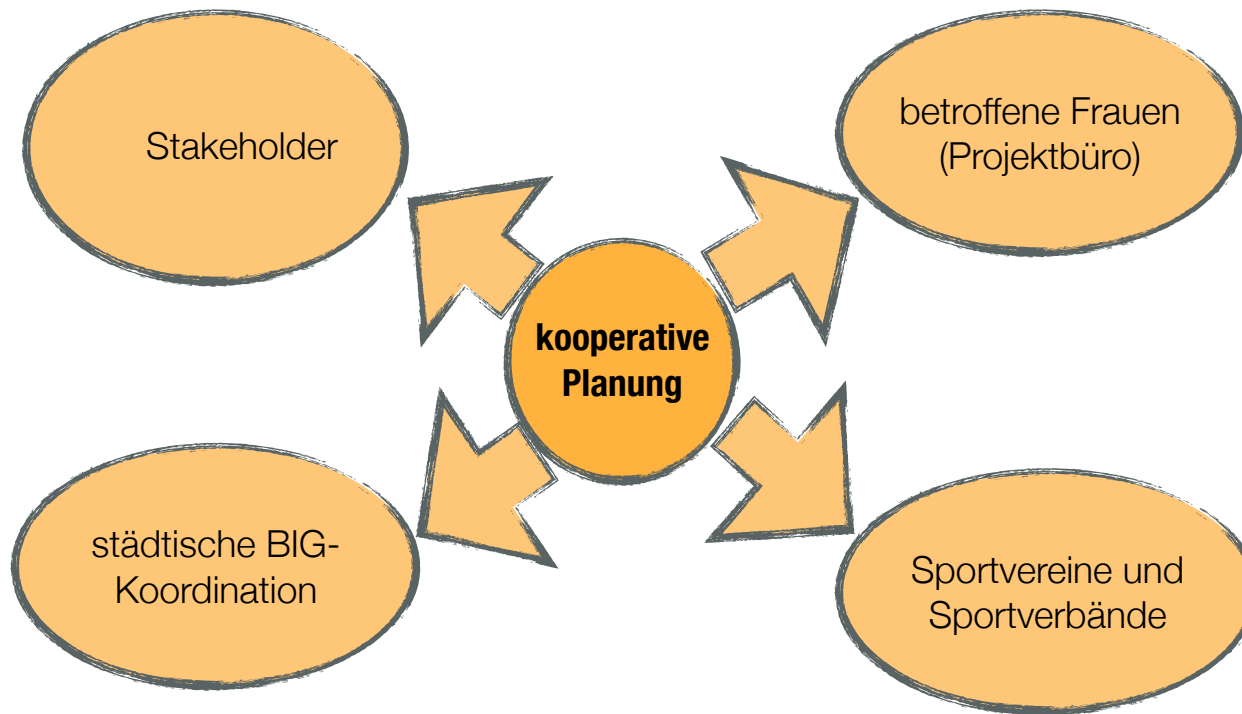 Stakeholder
betroffene Frauen
(Projektbüro)
kooperative
Planung
städtische BIG-
Koordination
Sportvereine und
Sportverbände